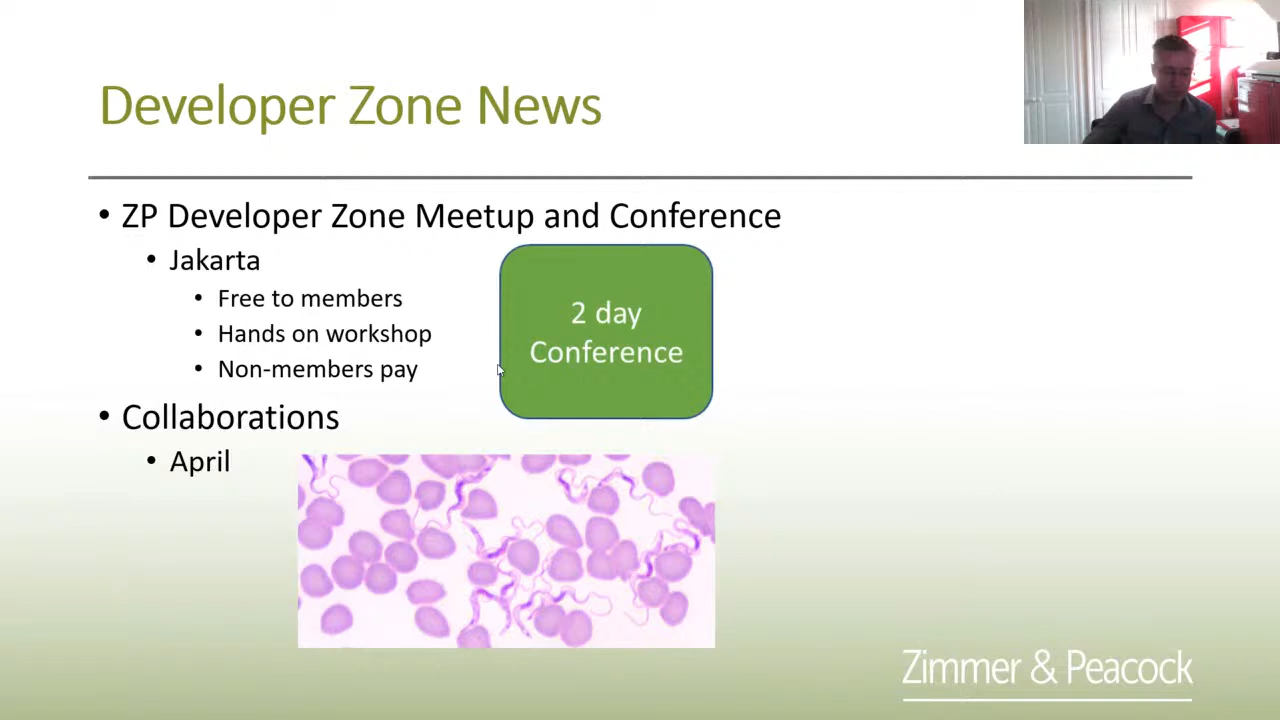 Developer Zone News
• ZP Developer Zone Meetup and Conference
• Jakarta
• Free to members
• Hands on workshop
• Non-members pay
2 day
Conference
• Collaborations
• April
Zimmer & Peacock